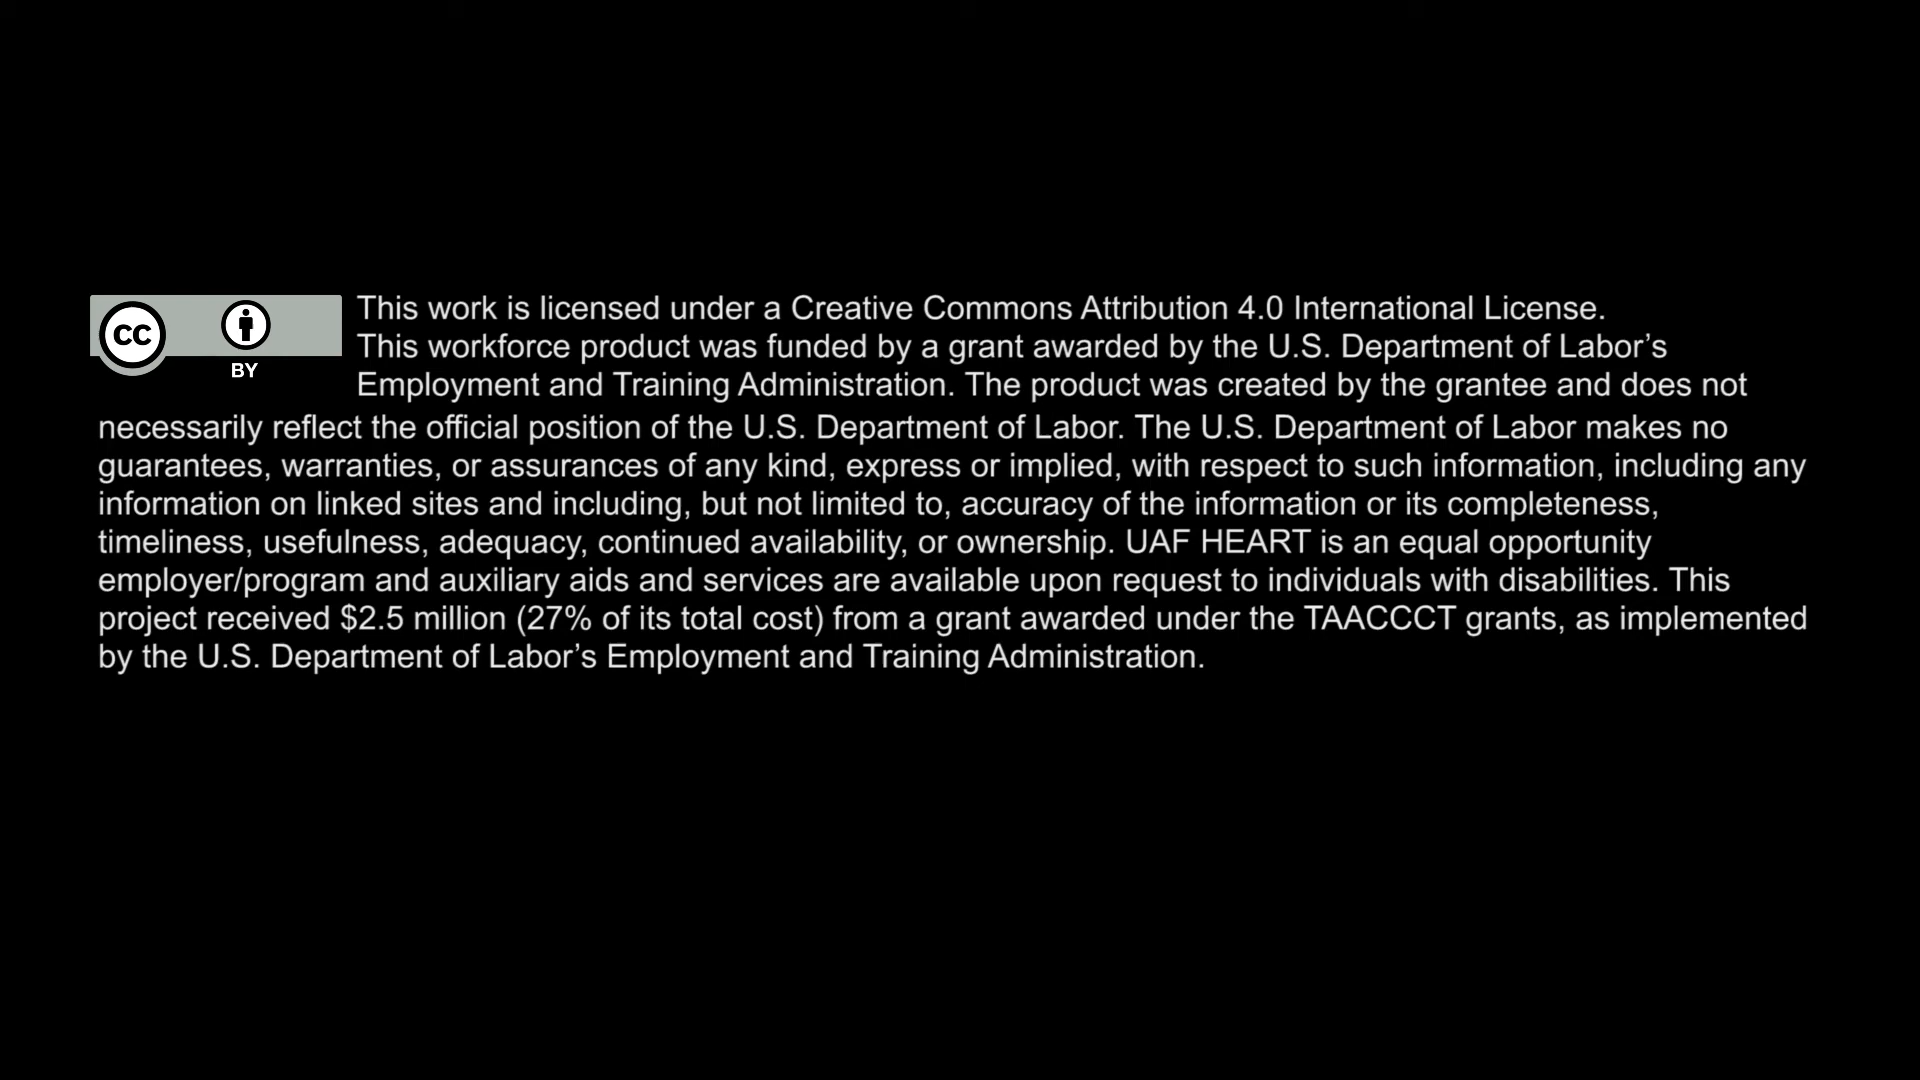 CC
BY
This work is licensed under a Creative Commons Attribution 4.0 International License.
This workforce product was funded by a grant awarded by the U.S. Department of Labor’s
Employment and Training Administration. The product was created by the grantee and does not
necessarily reflect the official position of the U.S. Department of Labor. The U.S. Department of Labor makes no
guarantees, warranties, or assurances of any kind, express or implied, with respect to such information, including any
information on linked sites and including, but not limited to, accuracy of the information or its completeness,
timeliness, usefulness, adequacy, continued availability, or ownership. UAF HEART is an equal opportunity
employer/program and auxiliary aids and services are available upon request to individuals with disabilities. This
project received $2.5 million (27% of its total cost) from a grant awarded under the TAACCCT grants, as implemented
by the U.S. Department of Labor’s Employment and Training Administration.